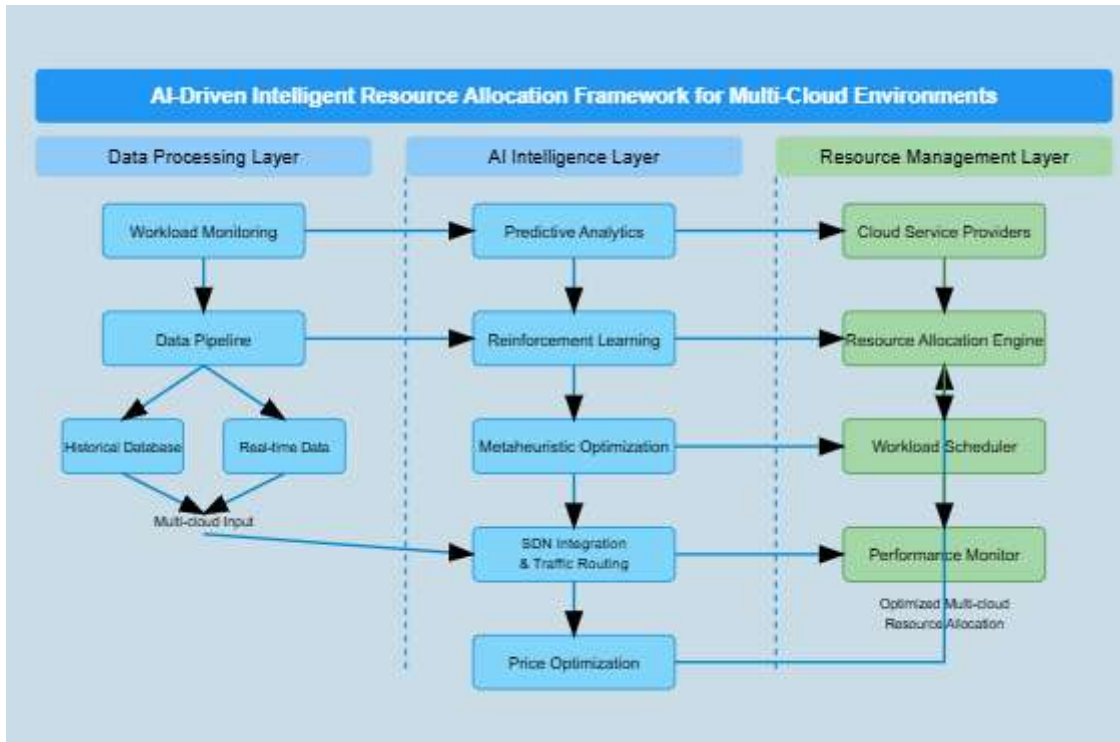 AI-Driven Intelligent Resource Allocation Framework for Multi-Cloud Environments
Data Processing Layer
AI Intelligence Layer
Resource Management Layer
Workload Monitoring
Predictive Analytics
Cloud Service Providers
Data Pipeline
Reinforcement Learning
Resource Allocation Engine
Historical Database
Real-time Data
Metaheuristic Optimization
Workload Scheduler
Multi-cloud Input
SDN Integration
& Traffic Routing
Performance Monitor
Optimized Multi-cloud
Resource Allocation
Price Optimization